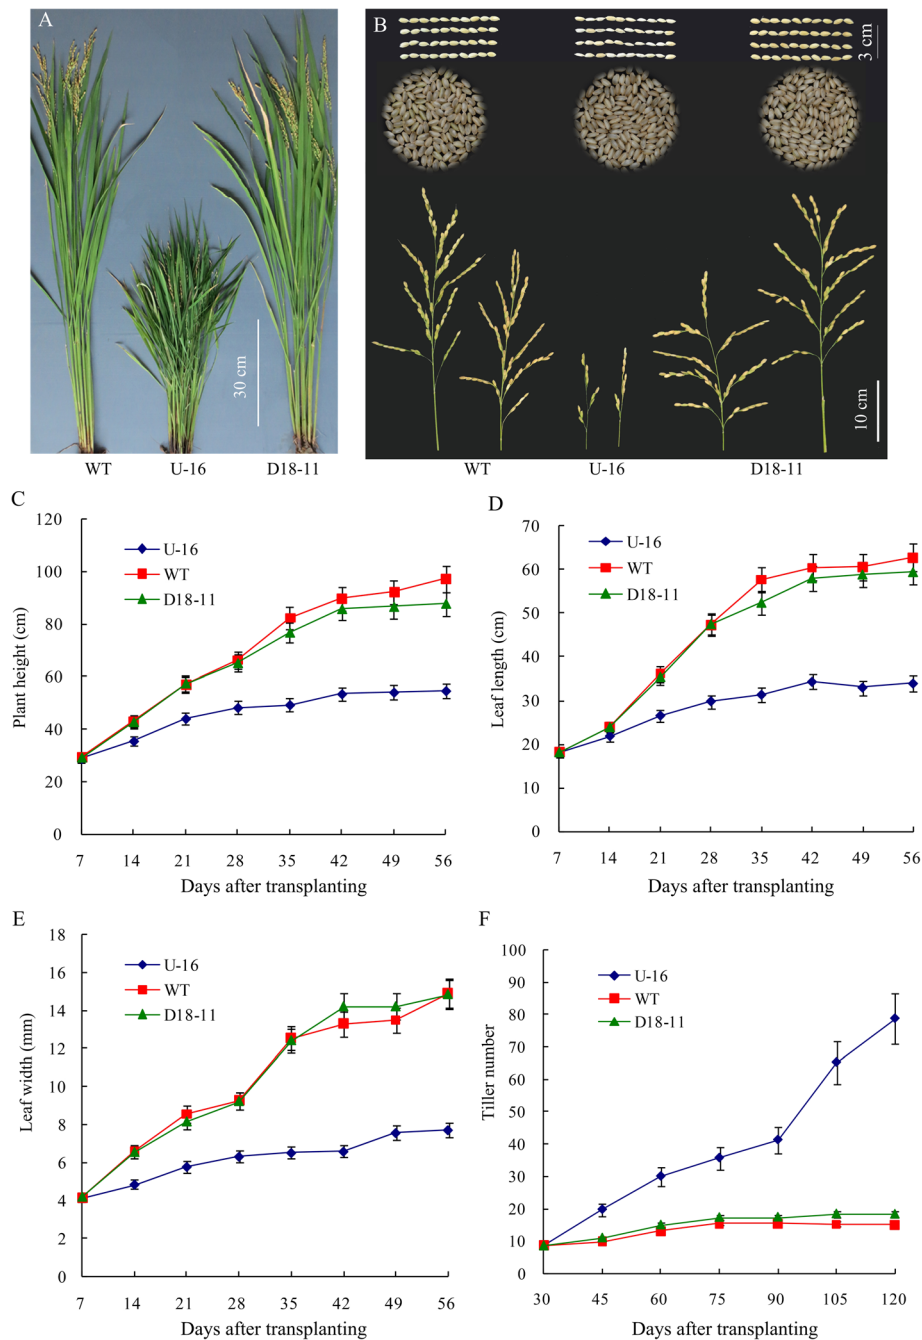 A
30 cm
WT U-16 D18-11
B
3 cm
10 cm
WT U-16 D18-11
C
120
100
80
60
40
20
0
Plant height (cm)
U-16
WT
D18-11
7 14 21 28 35 42 49 56
Days after transplanting
D
70
60
50
40
30
20
10
0
Leaf length (cm)
U-16
WT
D18-11
7 14 21 28 35 42 49 56
Days after transplanting
E
18
16
14
12
10
8
6
4
2
0
Leaf width (mm)
U-16
WT
D18-11
7 14 21 28 35 42 49 56
Days after transplanting
F
100
90
80
70
60
50
40
30
20
10
0
Tiller number
U-16
WT
D18-11
30 45 60 75 90 105 120
Days after transplanting